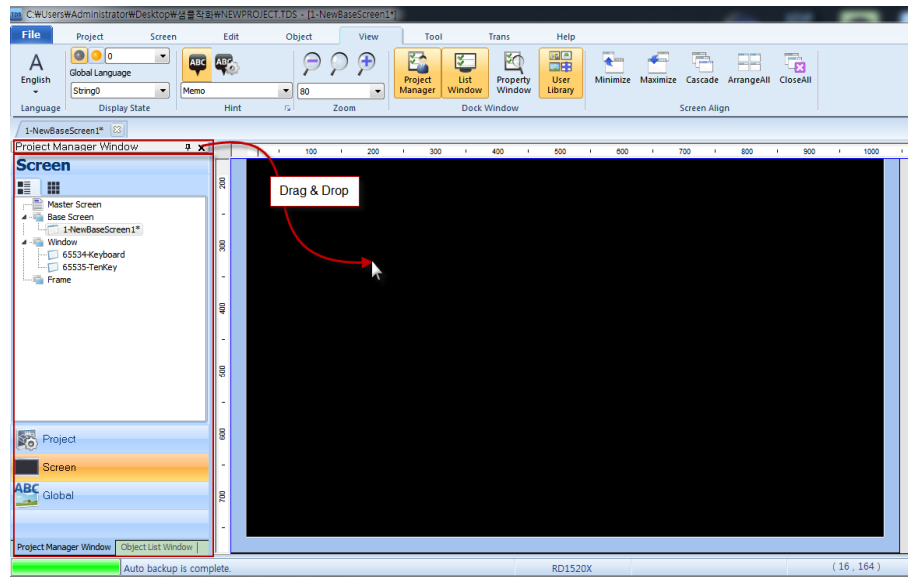 TDS C:₩Users₩Administrator₩Desktop₩샘플작화₩NEWPROJECT.TDS - [1-NewBaseScreen1*]
File Project Screen Edit Object View Tool Trans Help
A English Language
0
Global Language
String0
Display State
ABC ABC
Memo
Hint
80
Zoom
Project Manager
List Window
Property Window
User Library
Dock Window
Minimize Maximize Cascade ArrangeAll CloseAll
Screen Align
1-NewBaseScreen1*
Project Manager Window
Screen
Master Screen
Base Screen
1-NewBaseScreen1*
Window
65534-Keyboard
65535-TenKey
Frame
Project
Screen
ABC Global
Project Manager Window Object List Window
100 200 300 400 500 600 700 800 900 1000
200
300
400
500
600
700
Drag & Drop
Auto backup is complete. RD1520X ( 16 , 164 )